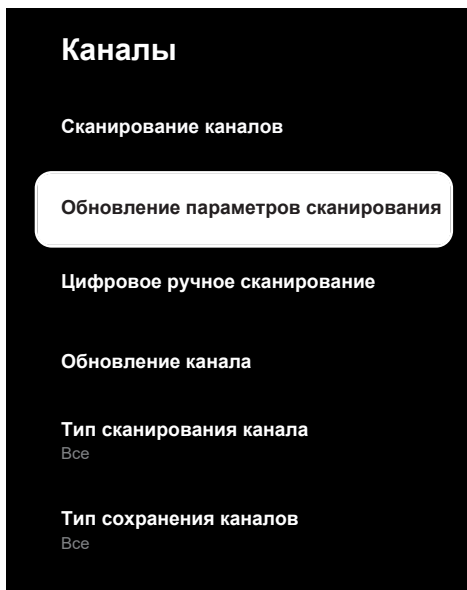 Каналы
Сканирование каналов
Обновление параметров сканирования
Цифровое ручное сканирование
Обновление канала
Тип сканирования канала
Все
Тип сохранения каналов
Все